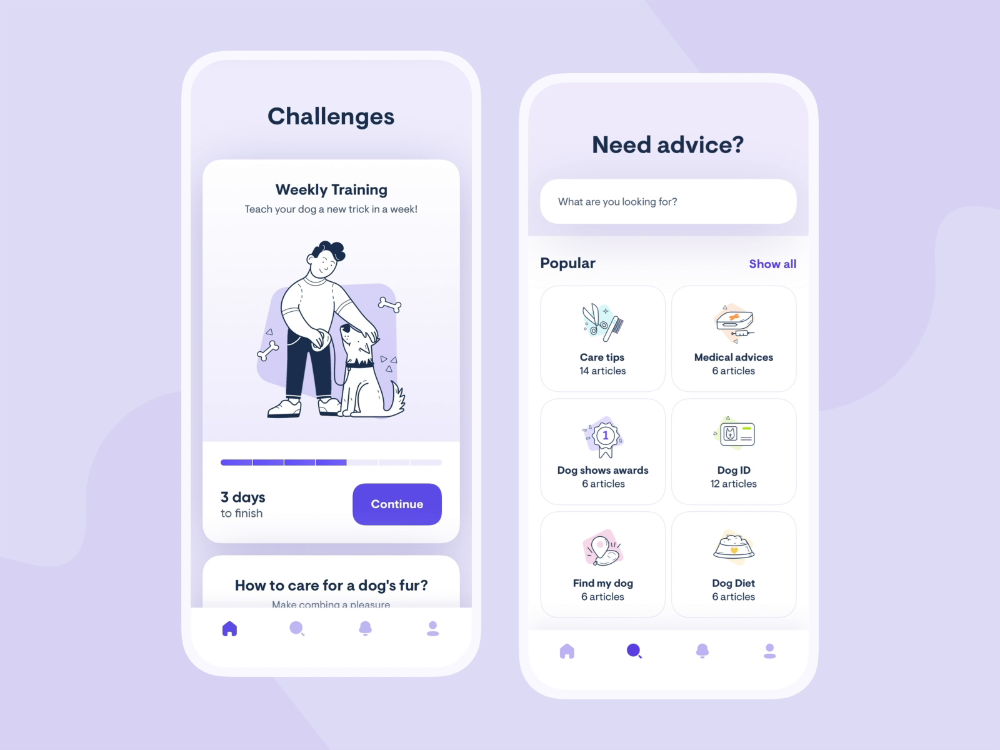 Challenges
Weekly Training
Teach your dog a new trick in a week!
3 days
to finish
Continue
How to care for a dog's fur?
Make combing a pleasure
Need advice?
What are you looking for?
Popular
Show all
Care tips
14 articles
Medical advices
6 articles
1
Dog shows awards
6 articles
Dog ID
12 articles
Find my dog
6 articles
Dog Diet
6 articles